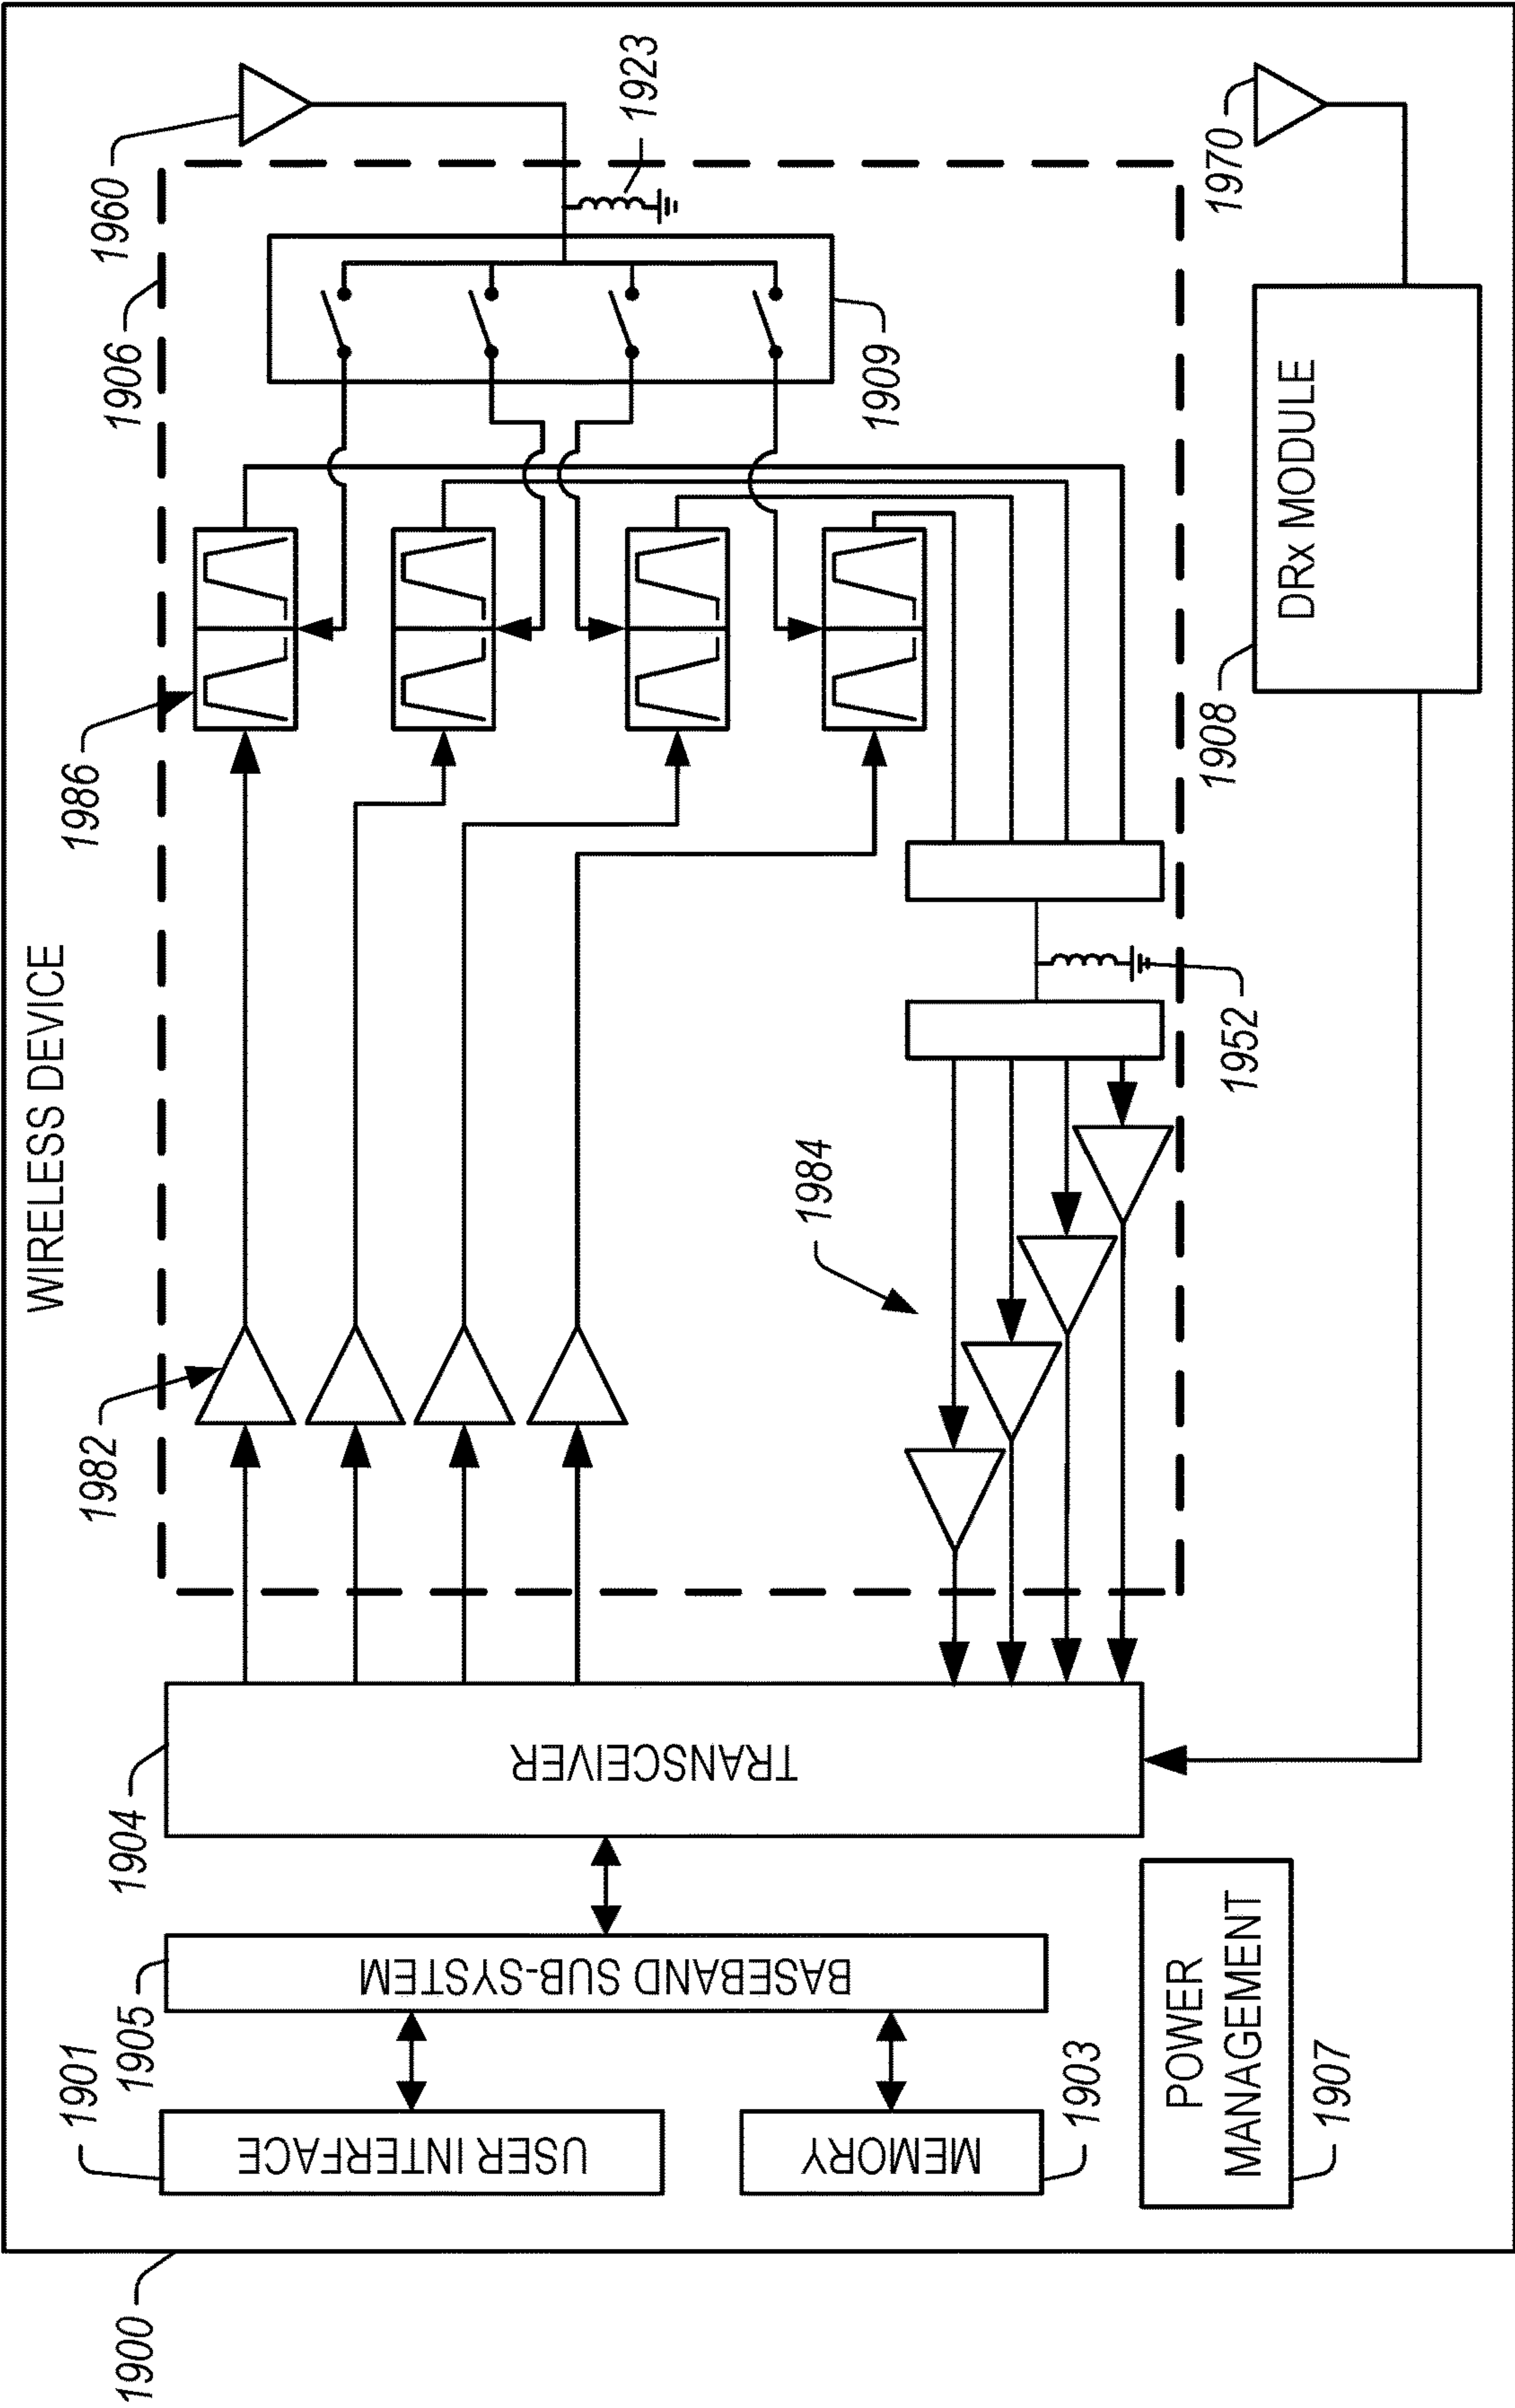 WIRELESS DEVICE
1900
1901
USER INTERFACE
1903
MEMORY
1905
BASEBAND SUB-SYSTEM
1904
TRANSCEIVER
1907
POWER
MANAGEMENT
1982
1984
1952
1986
1906
1909
1960
1923
1908
DRx MODULE
1970